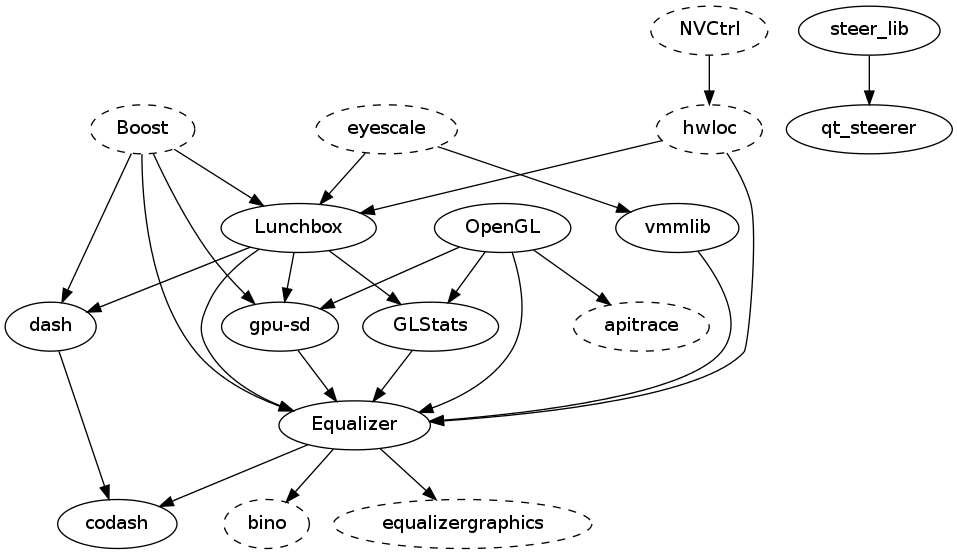 NVCtrl
steer_lib
Boost
eyescale
hwloc
qt_steerer
Lunchbox
OpenGL
vmmlib
dash
gpu-sd
GLStats
apitrace
Equalizer
codash
bino
equalizergraphics